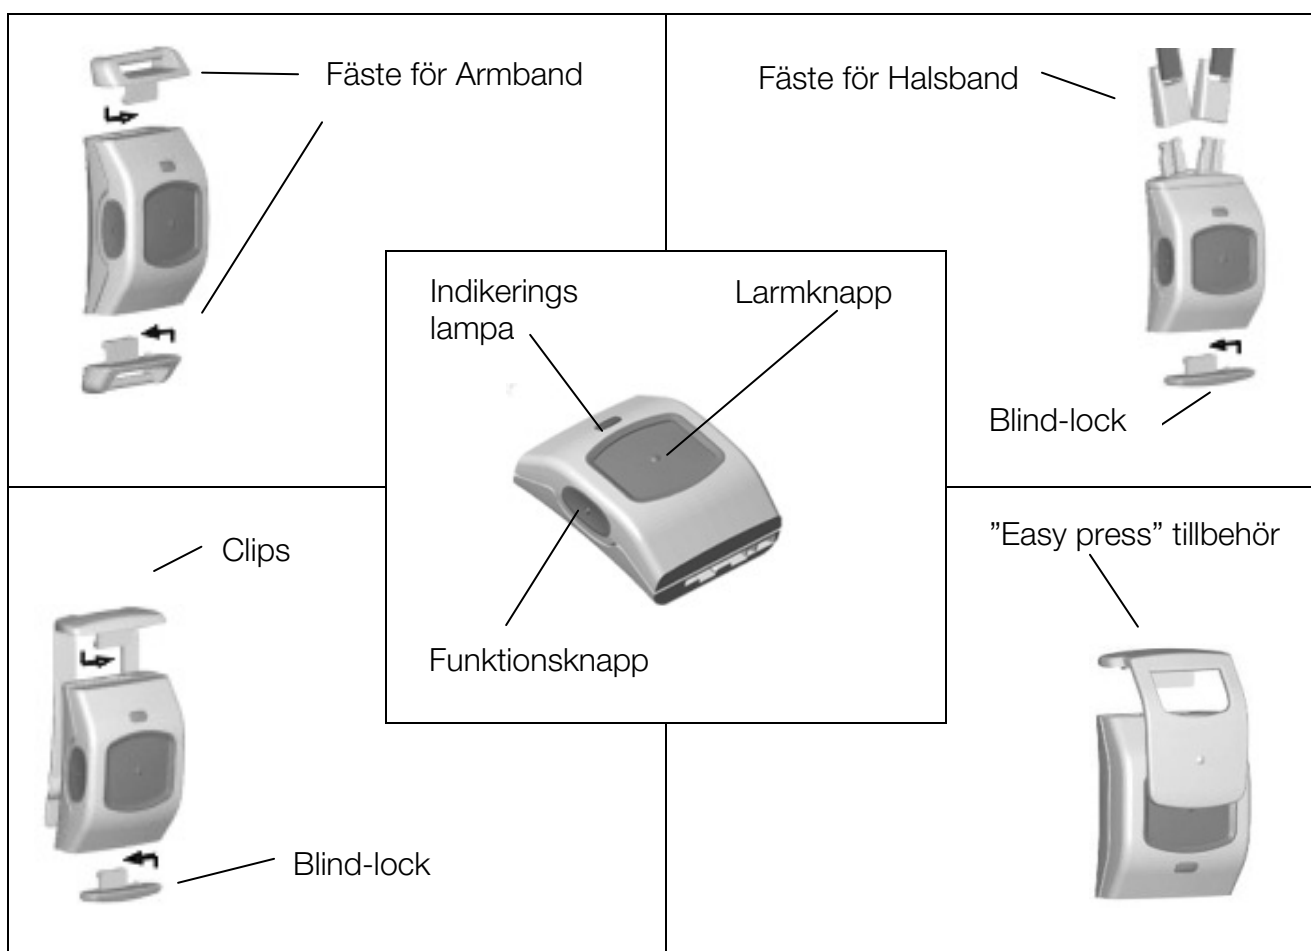 Fäste för Armband
Fäste för Halsband
Blind-lock
Indikerings
lampa
Larmknapp
Funktionsknapp
Clips
Blind-lock
”Easy press” tillbehör